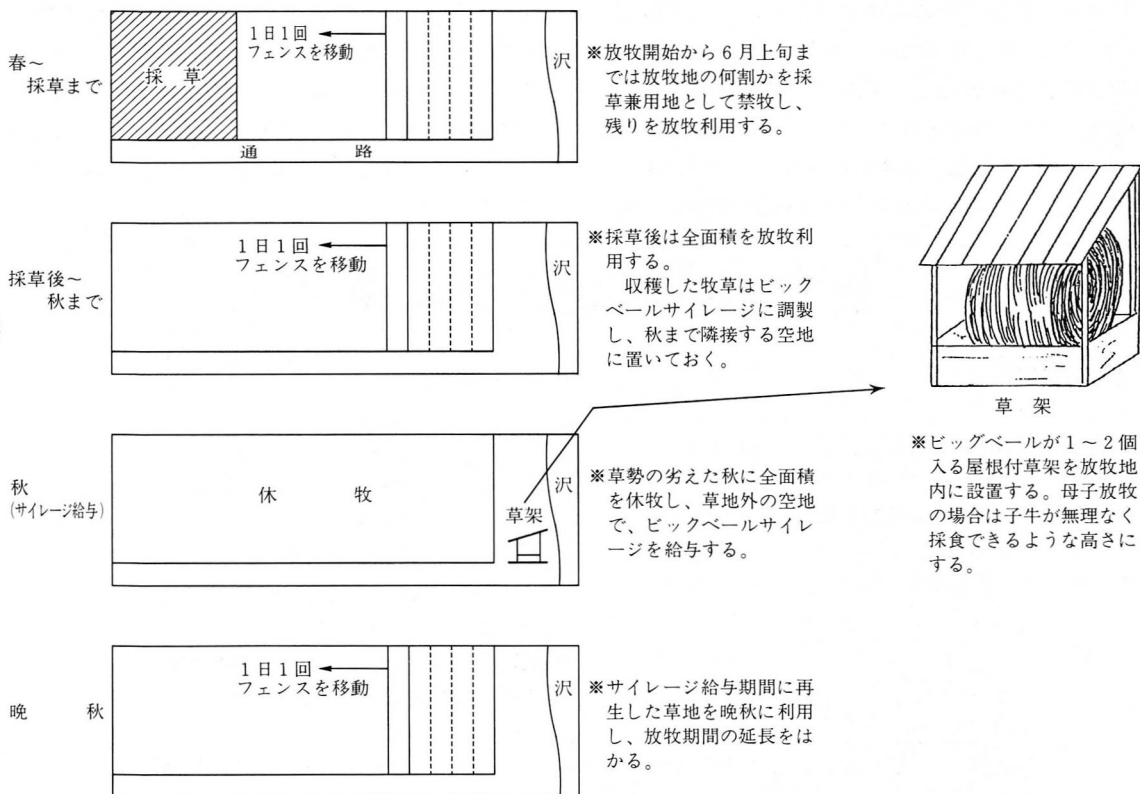 春～
採草まで
採草
1日1回
フェンスを移動
沢
通路
※放牧開始から6月上旬ま
では放牧地の何割かを採
草兼用地として禁牧し、
残りを放牧利用する。
採草後～
秋まで
1日1回
フェンスを移動
沢
※採草後は全面積を放牧利
用する。
収穫した牧草はビック
ベールサイレージに調製
し、秋まで隣接する空地
に置いておく。
草架
※ビッグベールが1～2個
入る屋根付草架を放牧地
内に設置する。母子放牧
の場合は子牛が無理なく
採食できるような高さに
する。
秋
(サイレージ給与)
休牧
草架
沢
※草勢の劣えた秋に全面積
を休牧し、草地外の空地
で、ビックベールサイレ
ージを給与する。
晩秋
1日1回
フェンスを移動
沢
※サイレージ給与期間に再
生した草地を晩秋に利用
し、放牧期間の延長をは
かる。